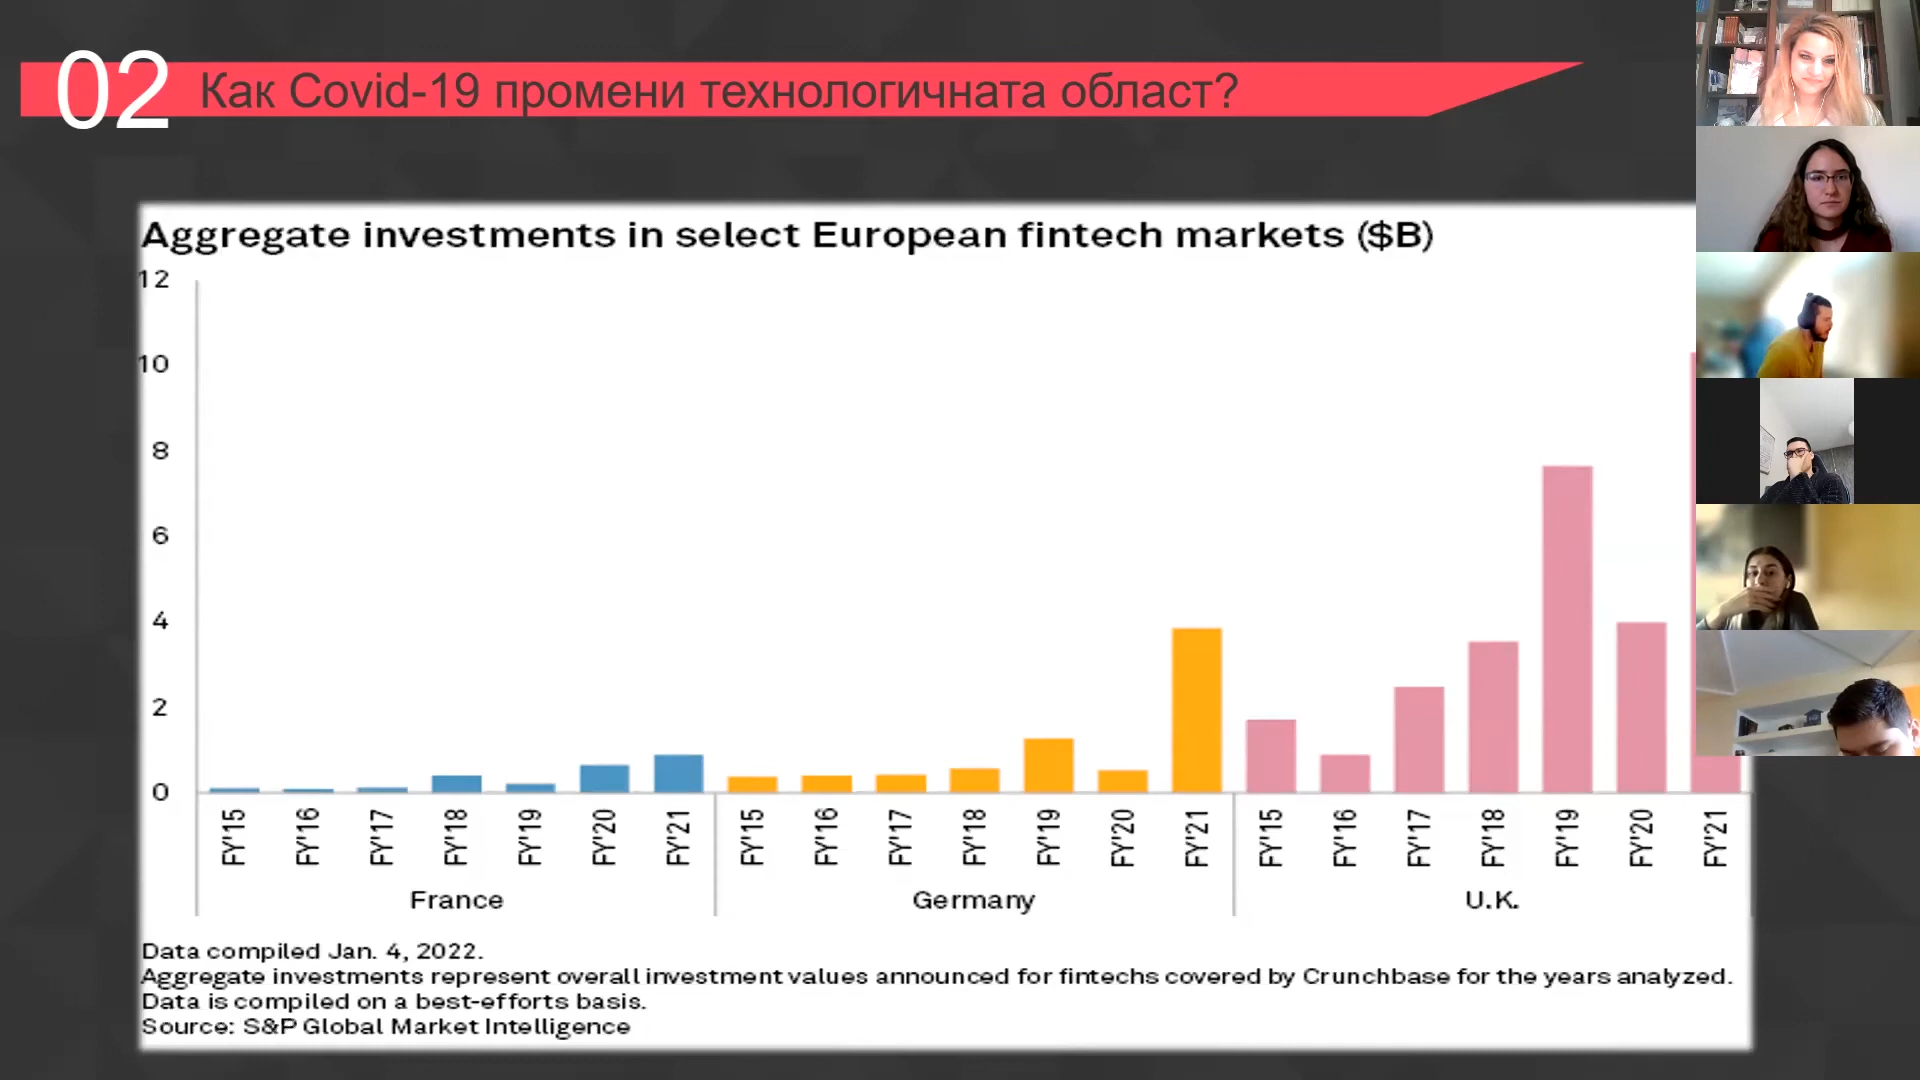 02
Как Covid-19 промени технологичната област?
Aggregate investments in select European fintech markets ($B)
12
10
8
6
4
2
0
FY'15 FY'16 FY'17 FY'18 FY'19 FY'20 FY'21 FY'15 FY'16 FY'17 FY'18 FY'19 FY'20 FY'21 FY'15 FY'16 FY'17 FY'18 FY'19 FY'20 FY'21
France Germany U.K.
Data compiled Jan. 4, 2022.
Aggregate investments represent overall investment values announced for fintechs covered by Crunchbase for the years analyzed.
Data is compiled on a best-efforts basis.
Source: S&P Global Market Intelligence